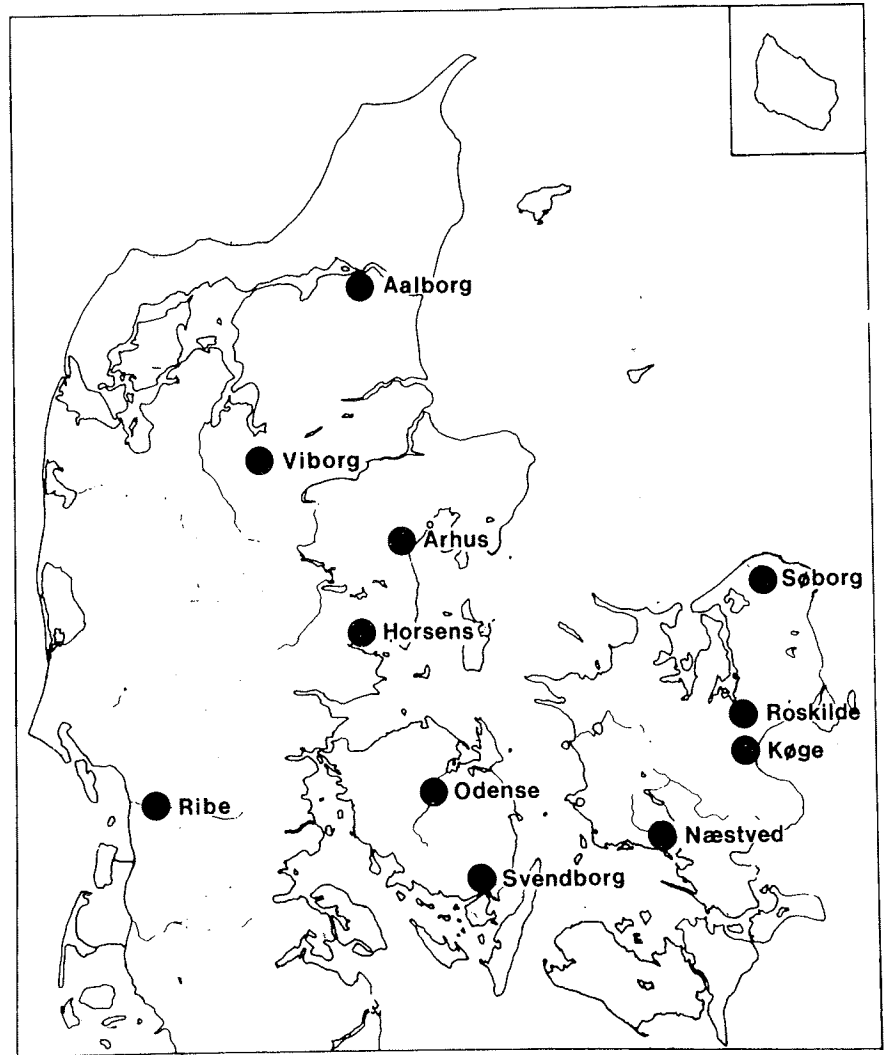 Aalborg
Viborg
Århus
Søborg
Horsens
Roskilde
Køge
Odense
Ribe
Næstved
Svendborg